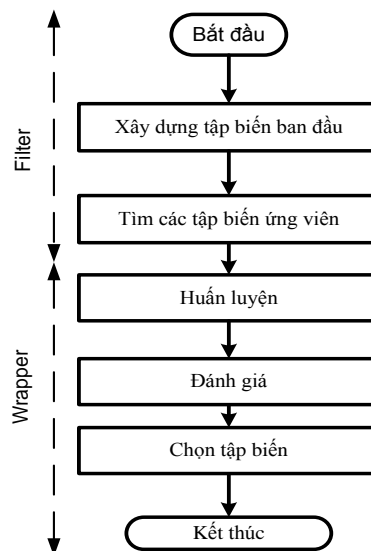 Bắt đầu
Xây dựng tập biến ban đầu
Filter
Tìm các tập biến ứng viên
Huấn luyện
Đánh giá
Wrapper
Chọn tập biến
Kết thúc